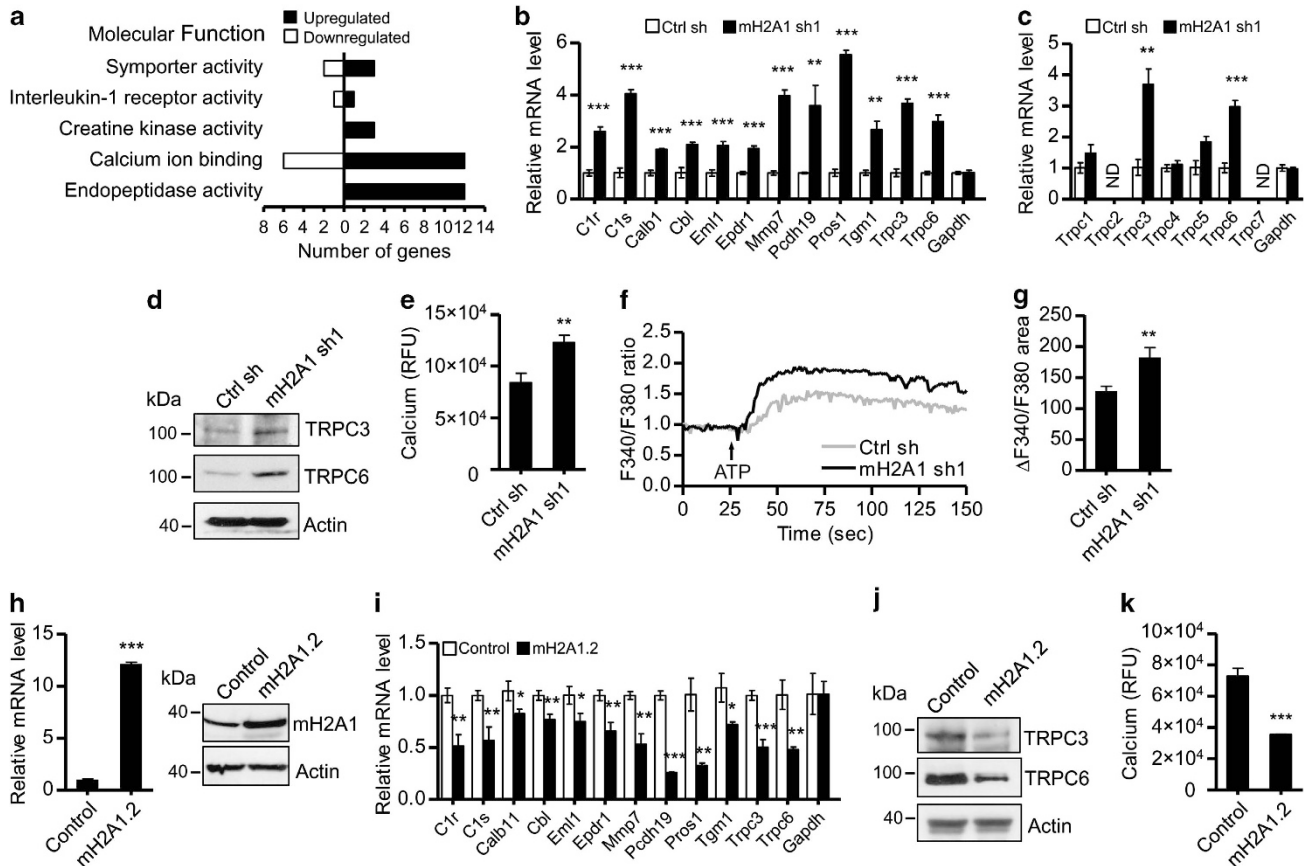 a
Molecular Function
Upregulated
Downregulated
Symporter activity
Interleukin-1 receptor activity
Creatine kinase activity
Calcium ion binding
Endopeptidase activity
8 6 4 2 0 2 4 6 8 10 12 14
Number of genes
b
Ctrl sh mH2A1 sh1
Relative mRNA level
6
4
2
0
*** *** *** *** *** *** *** ** *** ** *** ***
C1r C1s Calb1 Cbl Eml1 Epdr1 Mmp7 Pcdh19 Pros1 Tgm1 Trpc3 Trpc6 Gapdh
c
Ctrl sh mH2A1 sh1
Relative mRNA level
5
4
3
2
1
0
ND ** *** ND
Trpc1 Trpc2 Trpc3 Trpc4 Trpc5 Trpc6 Trpc7 Gapdh
d
kDa Ctrl sh mH2A1 sh1
100 TRPC3
100 TRPC6
40 Actin
e
Calcium (RFU)
15×10⁴
10×10⁴
5×10⁴
0
**
Ctrl sh mH2A1 sh1
f
F340/F380 ratio
2.5
2.0
1.5
1.0
0.0
ATP
Ctrl sh
mH2A1 sh1
0 25 50 75 100 125 150
Time (sec)
g
ΔF340/F380 area
250
200
150
100
50
0
**
Ctrl sh mH2A1 sh1
h
Relative mRNA level
15
10
5
0
***
Control mH2A1.2
kDa Control mH2A1.2
40 mH2A1
40 Actin
i
Control mH2A1.2
Relative mRNA level
1.5
1.0
0.5
0.0
** ** * ** * ** ** *** ** * *** **
C1r C1s Calb11 Cbl Eml1 Epdr1 Mmp7 Pcdh19 Pros1 Tgm1 Trpc3 Trpc6 Gapdh
j
kDa Control mH2A1.2
100 TRPC3
100 TRPC6
40 Actin
k
Calcium (RFU)
8×10⁴
6×10⁴
4×10⁴
2×10⁴
0
***
Control mH2A1.2